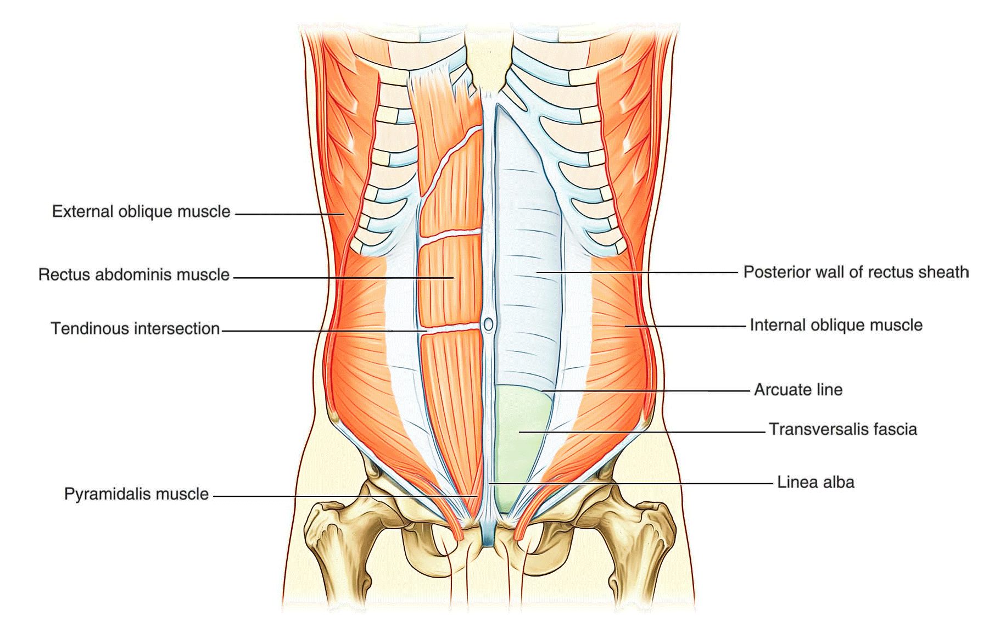 External oblique muscle
Rectus abdominis muscle
Tendinous intersection
Pyramidalis muscle
Posterior wall of rectus sheath
Internal oblique muscle
Arcuate line
Transversalis fascia
Linea alba